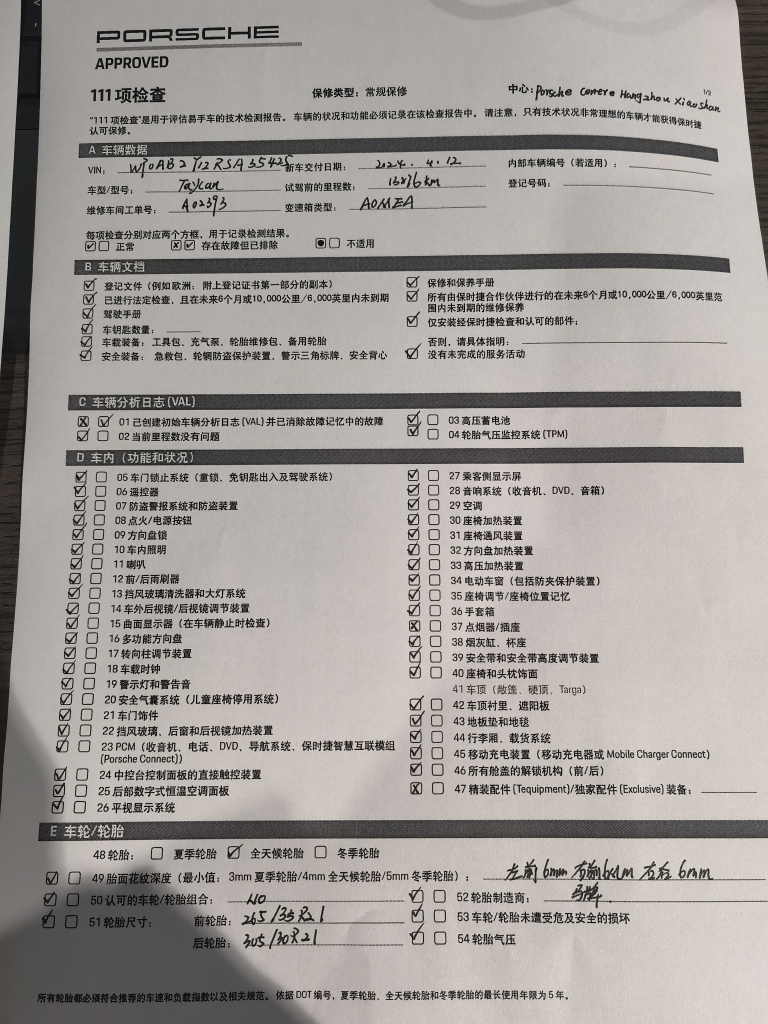 PORSCHE
APPROVED
111 项检查 保修类型：常规保修 中心：Porsche Centre Hangzhou Xiaoshan 1/2
“111 项检查”是用于评估易手车的技术检测报告。 车辆的状况和功能必须记录在该检查报告中。 请注意，只有技术状况非常理想的车辆才能获得保时捷
认可保修。
A 车辆数据
VIN： 新车交付日期： 2024. 4. 12 内部车辆编号（若适用）：
车型/型号： Taycan 试驾前的里程数： 登记号码：
维修车间工单号： A02393 变速箱类型： A0MEA
每项检查分别对应两个方框，用于记录检测结果。
正常 存在故障但已排除 不适用
B 车辆文档
登记文件（例如欧洲： 附上登记证书第一部分的副本） 保修和保养手册
已进行法定检查，且在未来6个月或10,000公里/6,000英里内未到期 所有由保时捷合作伙伴进行的在未来6个月或10,000公里/6,000英里范
围内未到期的维修保养
驾驶手册
车钥匙数量： 仅安装经保时捷检查和认可的部件；
车载装备：工具包、充气泵、轮胎维修包、备用轮胎 否则，请具体指明：
安全装备： 急救包、轮辋防盗保护装置、警示三角标牌、安全背心 没有未完成的服务活动
C 车辆分析日志 (VAL)
01 已创建初始车辆分析日志 (VAL) 并已消除故障记忆中的故障 03 高压蓄电池
02 当前里程数没有问题 04 轮胎气压监控系统 (TPM)
D 车内（功能和状况）
05 车门锁止系统（童锁、免钥匙出入及驾驶系统） 27 乘客侧显示屏
06 遥控器 28 音响系统（收音机、DVD、音箱）
07 防盗警报系统和防盗装置 29 空调
08 点火/电源按钮 30 座椅加热装置
09 方向盘锁 31 座椅通风装置
10 车内照明 32 方向盘加热装置
11 喇叭 33 高压加热装置
12 前/后雨刷器 34 电动车窗（包括防夹保护装置）
13 挡风玻璃清洗器和大灯系统 35 座椅调节/座椅位置记忆
14 车外后视镜/后视镜调节装置 36 手套箱
15 曲面显示器（在车辆静止时检查） 37 点烟器/插座
16 多功能方向盘 38 烟灰缸、杯座
17 转向柱调节装置 39 安全带和安全带高度调节装置
18 车载时钟 40 座椅和头枕饰面
19 警示灯和警告音 41 车顶（敞篷、硬顶、Targa）
20 安全气囊系统（儿童座椅停用系统） 42 车顶衬里、遮阳板
21 车门饰件 43 地板垫和地毯
22 挡风玻璃、后窗和后视镜加热装置 44 行李厢、载货系统
23 PCM（收音机、电话、DVD、导航系统、保时捷智慧互联模组
(Porsche Connect)） 45 移动充电装置（移动充电器或 Mobile Charger Connect）
24 中控台控制面板的直接触控装置 46 所有舱盖的解锁机构（前/后）
25 后部数字式恒温空调面板 47 精装配件 (Tequipment)/独家配件 (Exclusive) 装备：
26 平视显示系统
E 车轮/轮胎
48 轮胎： 夏季轮胎 全天候轮胎 冬季轮胎
49 胎面花纹深度（最小值： 3mm 夏季轮胎/4mm 全天候轮胎/5mm 冬季轮胎）： 左前 6mm 右前6mm 左右 6mm
50 认可的车轮/轮胎组合： NO 52 轮胎制造商： 马牌
51 轮胎尺寸： 前轮胎： 265/35R21 53 车轮/轮胎未遭受危及安全的损坏
后轮胎： 305/30R21 54 轮胎气压
所有轮胎都必须符合推荐的车速和负载指数以及相关规范。 依据 DOT 编号，夏季轮胎、全天候轮胎和冬季轮胎的最长使用年限为 5 年。